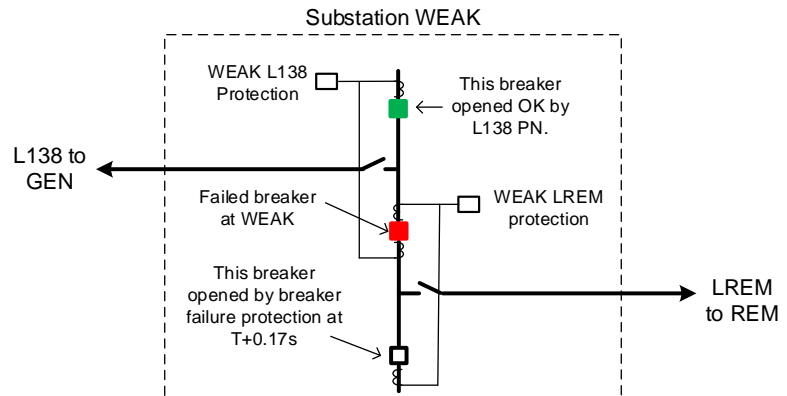 Substation WEAK
WEAK L138
Protection
This breaker
opened OK by
L138 PN.
L138 to
GEN
Failed breaker
at WEAK
WEAK LREM
protection
This breaker
opened by breaker
failure protection at
T+0.17s
LREM
to REM